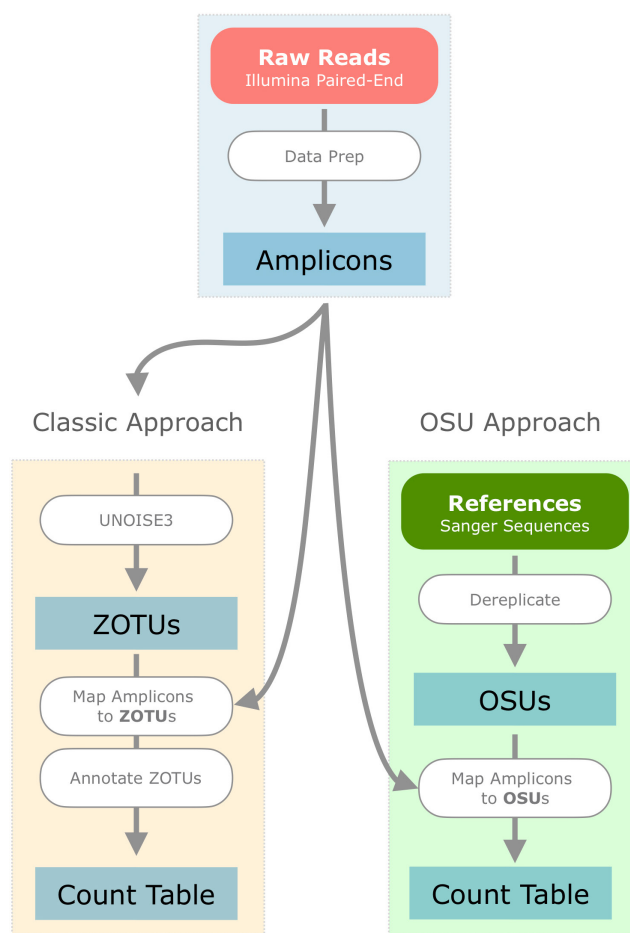 Raw Reads
Illumina Paired-End
Data Prep
Amplicons
Classic Approach
UNOISE3
ZOTUs
Map Amplicons
to ZOTUs
Annotate ZOTUs
Count Table
OSU Approach
References
Sanger Sequences
Dereplicate
OSUs
Map Amplicons
to OSUs
Count Table